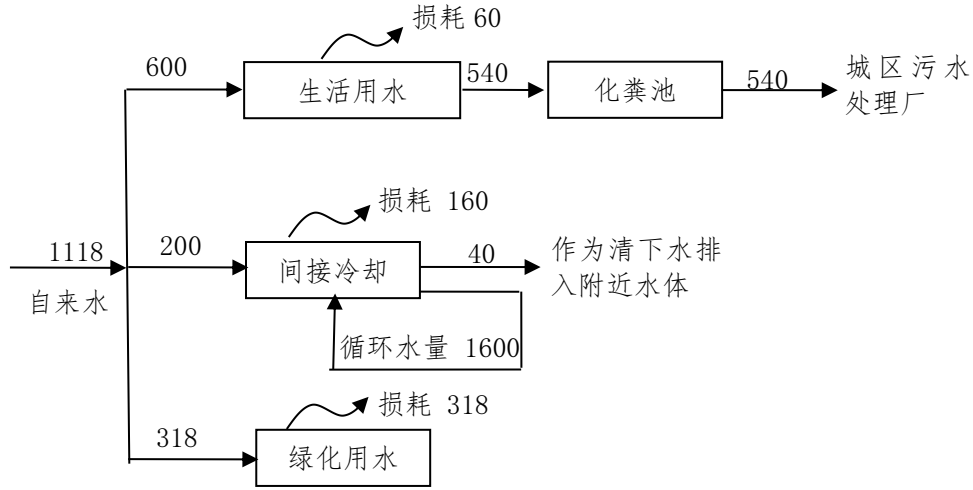 损耗 60
600
生活用水
540
化粪池
540
城区污水
处理厂
损耗 160
1118
自来水
200
间接冷却
40
作为清下水排
入附近水体
循环水量 1600
损耗 318
318
绿化用水